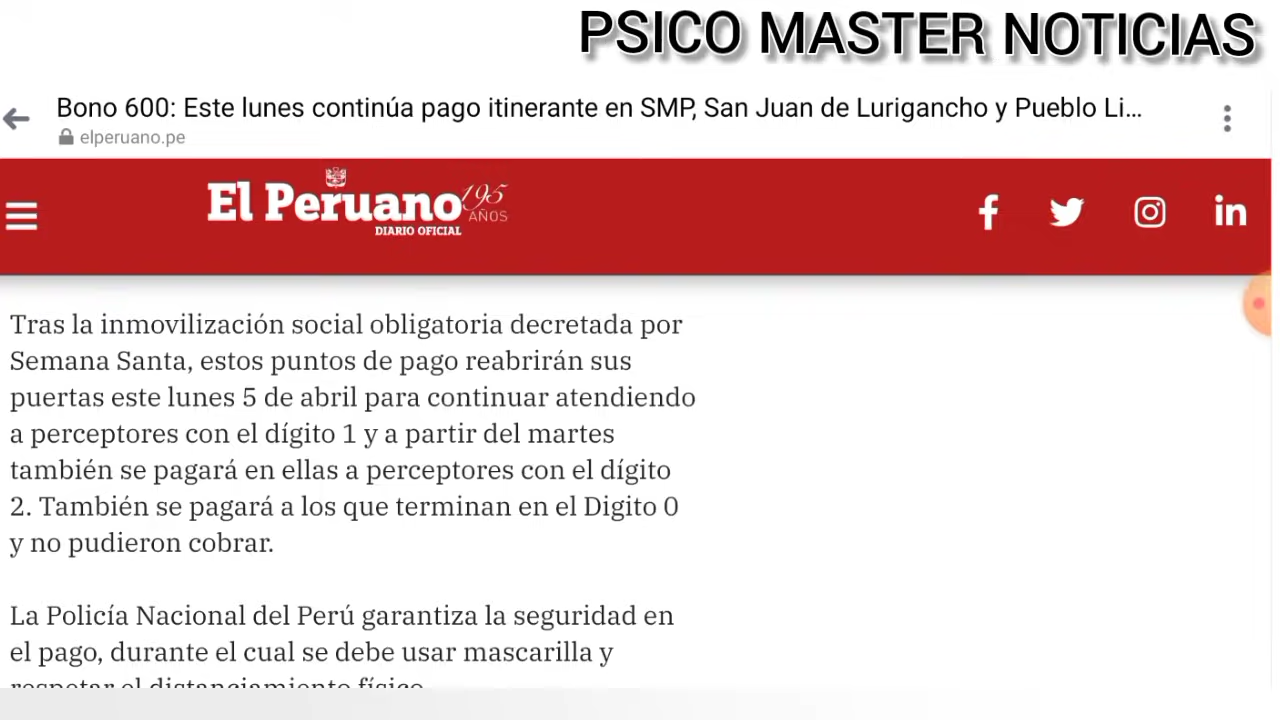 PSICO MASTER NOTICIAS
Bono 600: Este lunes continúa pago itinerante en SMP, San Juan de Lurigancho y Pueblo Li...
elperuano.pe
El Peruano 195
AÑOS
DIARIO OFICIAL
Tras la inmovilización social obligatoria decretada por
Semana Santa, estos puntos de pago reabrirán sus
puertas este lunes 5 de abril para continuar atendiendo
a perceptores con el dígito 1 y a partir del martes
también se pagará en ellas a perceptores con el dígito
2. También se pagará a los que terminan en el Digito 0
y no pudieron cobrar.
La Policía Nacional del Perú garantiza la seguridad en
el pago, durante el cual se debe usar mascarilla y
respetar el distanciamiento físico